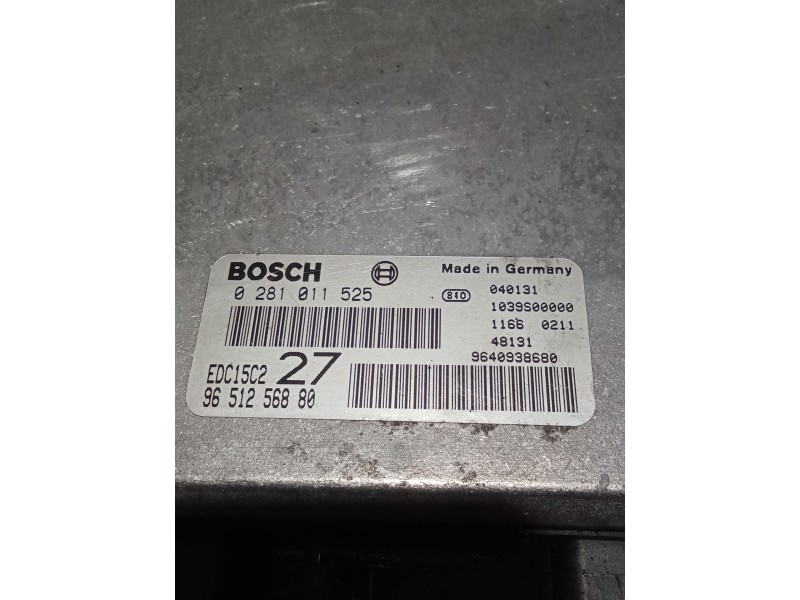 BOSCH
Made in Germany
0 281 011 525
810
040131
1039S00000
1166 0211
48131
9640938680
EDC15C2 27
96 512 568 80